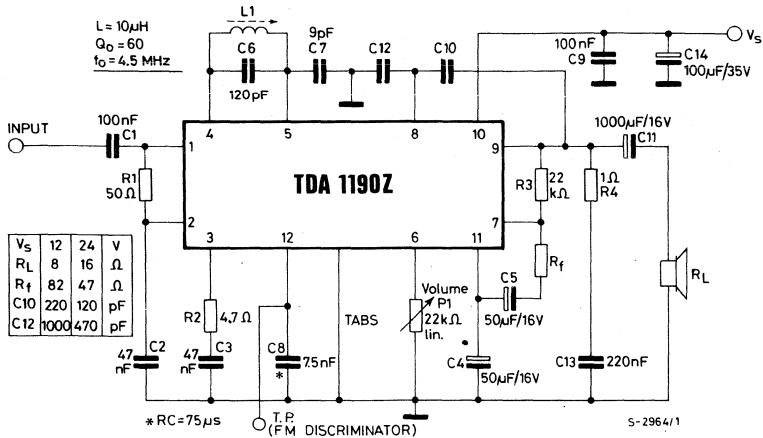 L = 10µH
Q₀ = 60
f₀ = 4.5 MHz
L1
C6
120pF
9pF
C7
C12
C10
100nF
C9
C14
100µF/35V
Vs
INPUT
100nF
C1
R1
50Ω
4
5
8
10
1
2
9
7
TDA 1190Z
3
12
6
11
R3
22
kΩ
1Ω
R4
1000µF/16V
C11
Rf
RL
Vs 12 24 V
RL 8 16 Ω
Rf 82 47 Ω
C10 220 120 pF
C12 1000 470 pF
R2
4.7Ω
TABS
Volume
P1
22kΩ
lin.
C5
50µF/16V
47
nF
C2
47
nF
C3
C8
*
7.5nF
C4
50µF/16V
C13
220nF
* RC = 75µs
T.P.
(FM DISCRIMINATOR)
S-2964/1